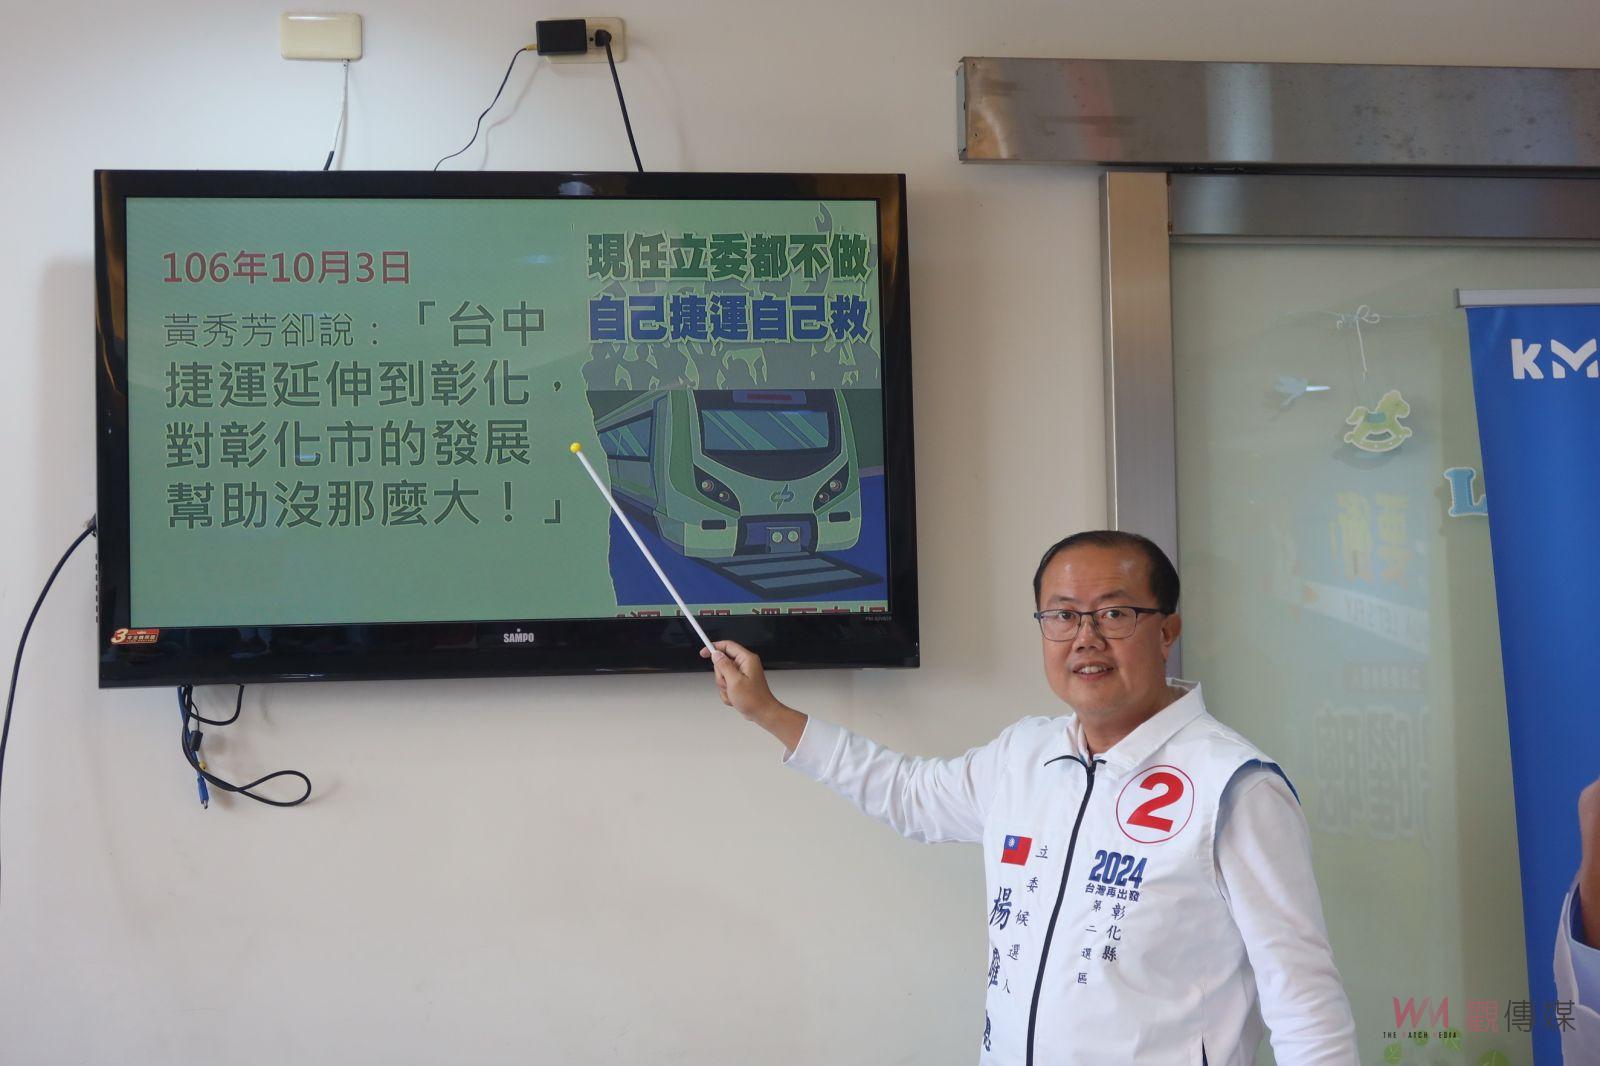 106年10月3日
黃秀芳卻說：「台中
捷運延伸到彰化，
對彰化市的發展
幫助沒那麼大！」
現任立委都不做
自己捷運自己救
SAMPO
KM
2
2024
台灣再出發
彰化縣
第二選區
立委候選人
楊
觀傳媒
THE WATCH MEDIA